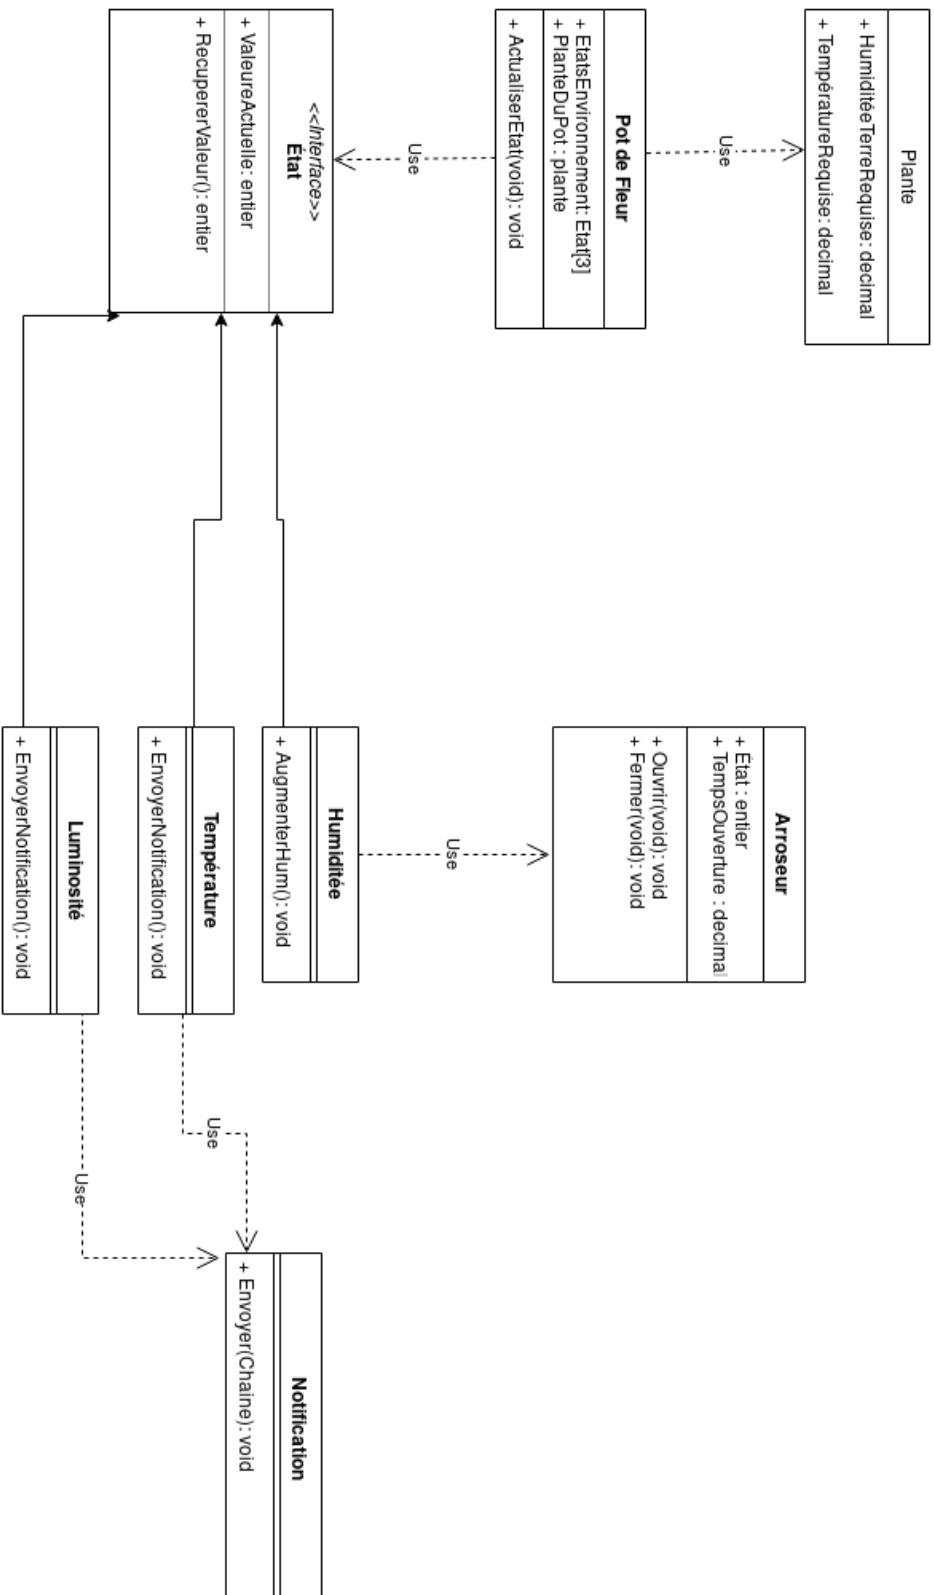 Plante
+ HumiditéeTerreRequise: decimal
+ TempératureRequise: decimal
Use
Pot de Fleur
+ EtatsEnvironnement: Etat[3]
+ PlanteDuPot : plante
+ ActualiserEtat(void): void
Use
<<Interface>>
État
+ ValeureActuelle: entier
+ RecupererValeur(): entier
Arroseur
+ État : entier
+ TempsOuverture : decimal
+ Ouvrir(void): void
+ Fermer(void): void
Use
Humiditée
+ AugmenterHum(): void
Température
+ EnvoyerNotification(): void
Luminosité
+ EnvoyerNotification(): void
Use
Use
Notification
+ Envoyer(Chaine): void